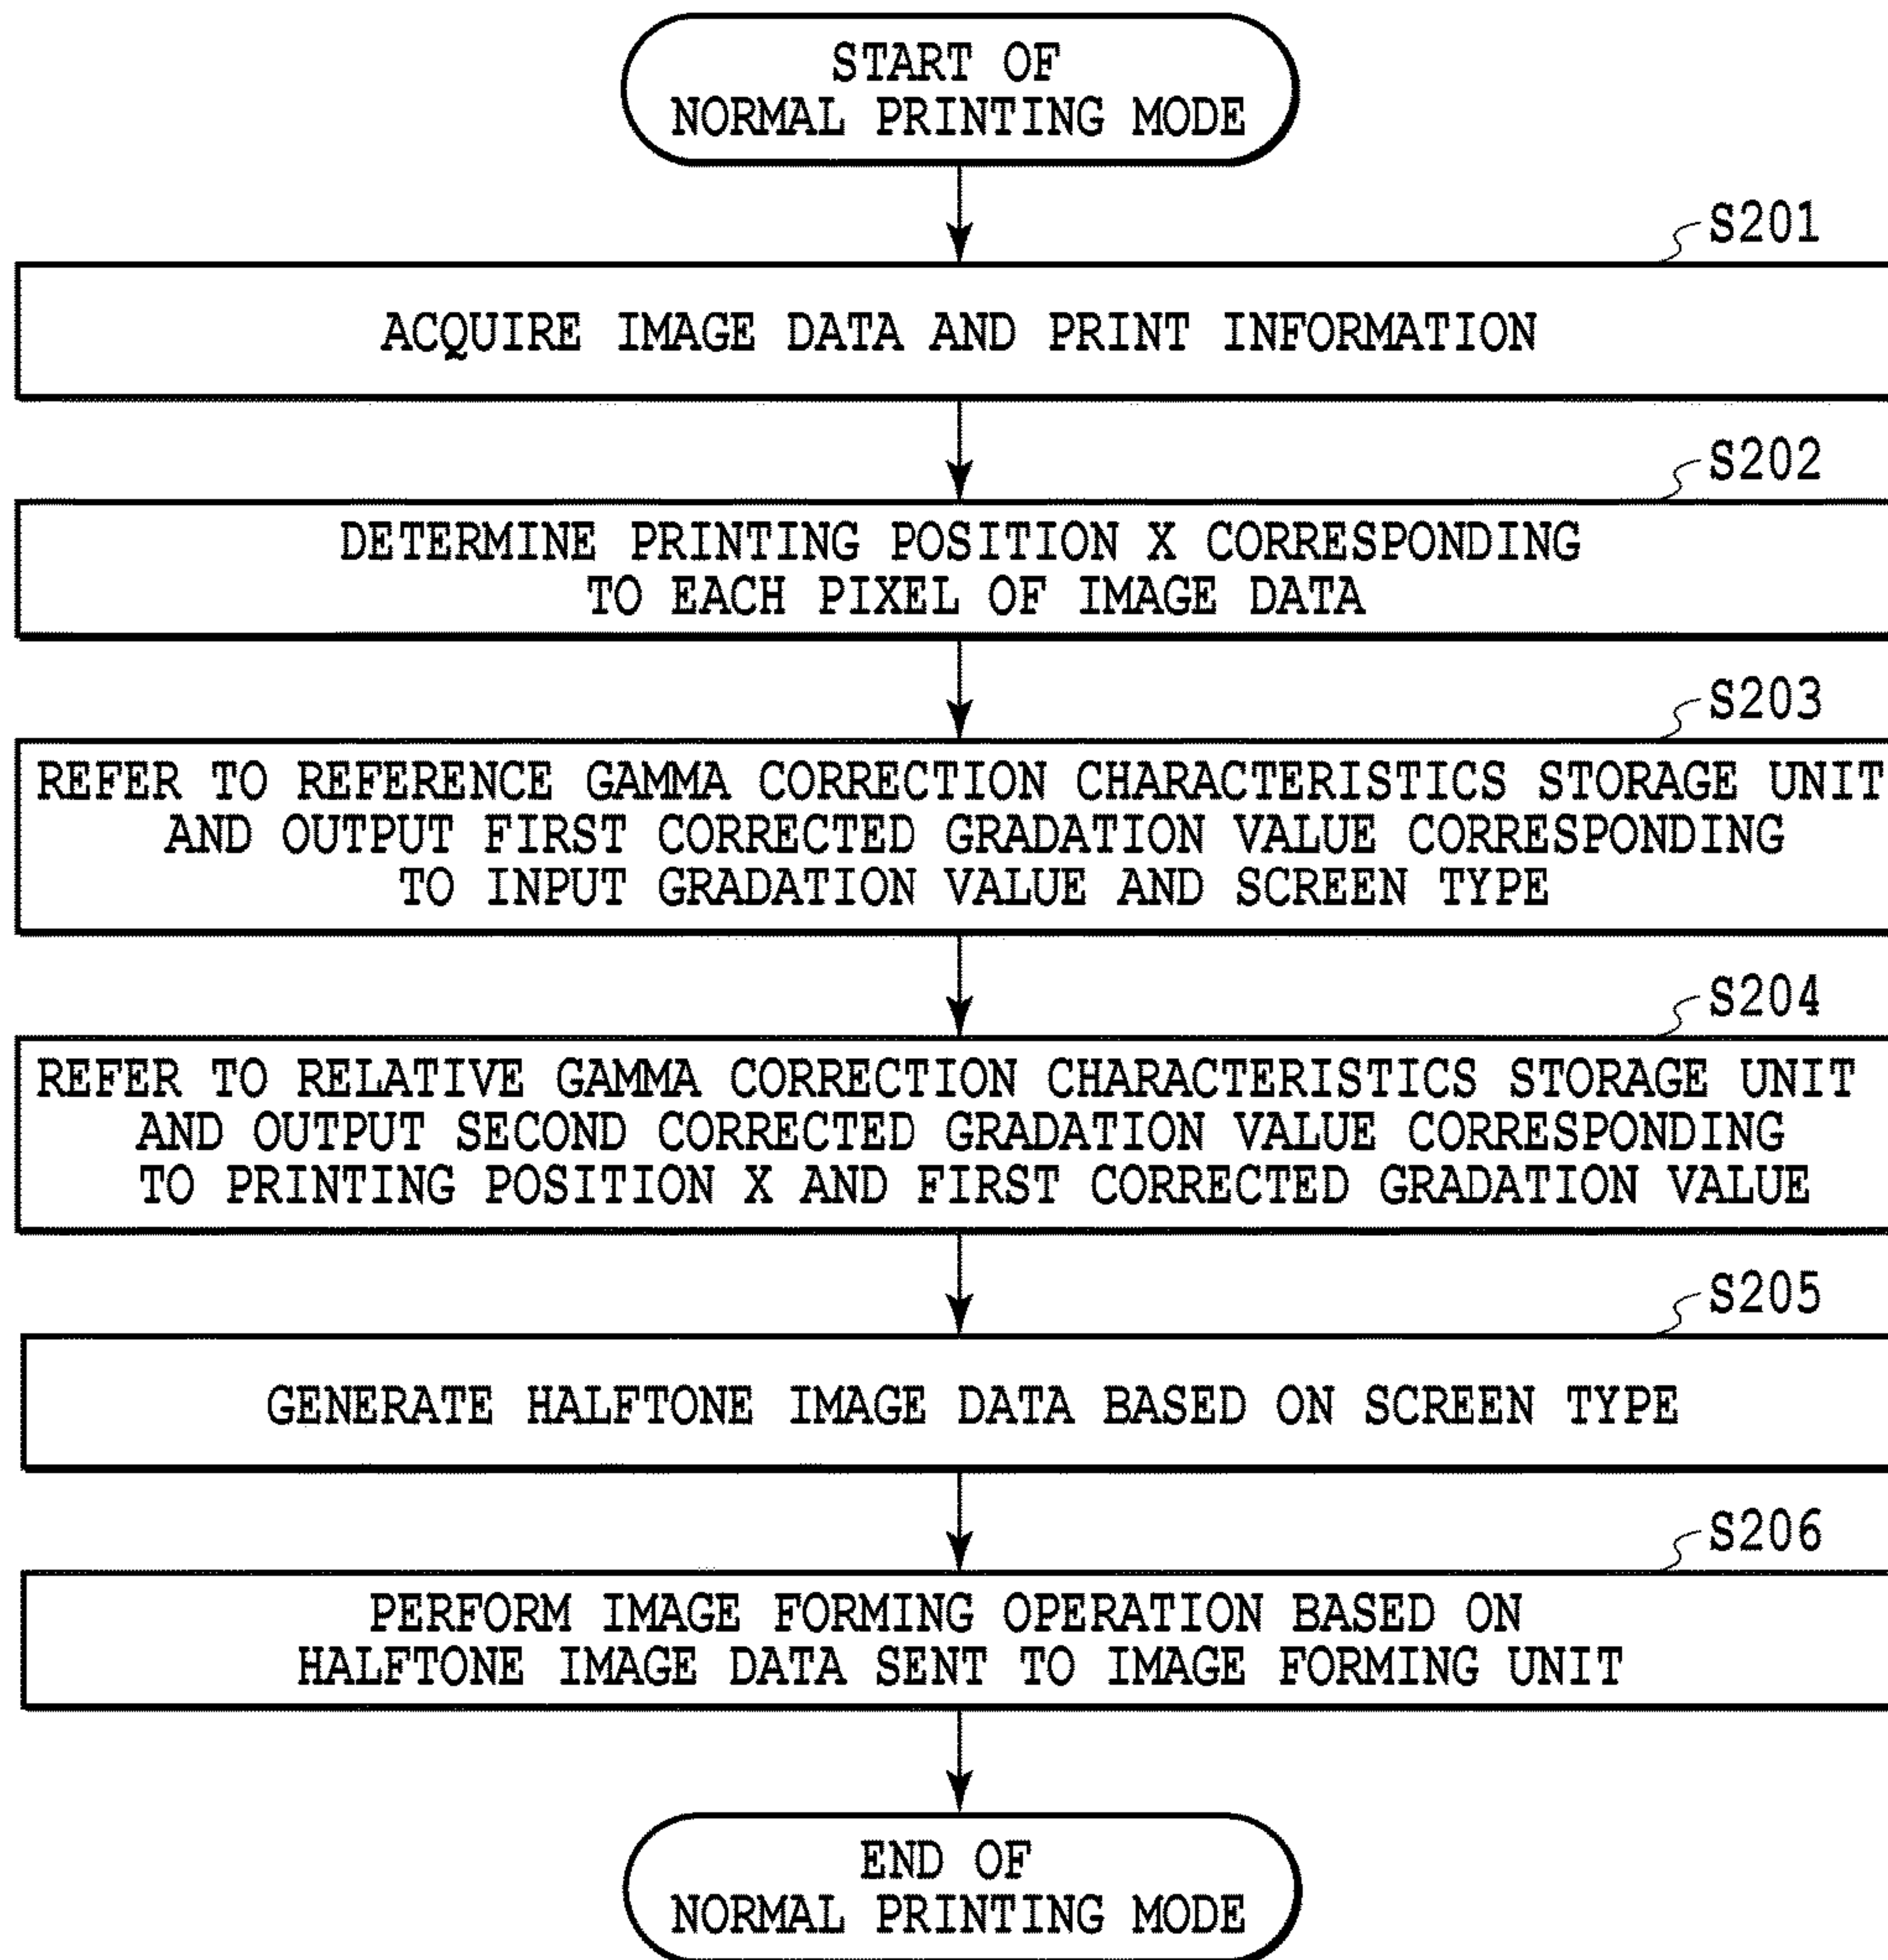 START OF
NORMAL PRINTING MODE
S201
ACQUIRE IMAGE DATA AND PRINT INFORMATION
S202
DETERMINE PRINTING POSITION X CORRESPONDING
TO EACH PIXEL OF IMAGE DATA
S203
REFER TO REFERENCE GAMMA CORRECTION CHARACTERISTICS STORAGE UNIT
AND OUTPUT FIRST CORRECTED GRADATION VALUE CORRESPONDING
TO INPUT GRADATION VALUE AND SCREEN TYPE
S204
REFER TO RELATIVE GAMMA CORRECTION CHARACTERISTICS STORAGE UNIT
AND OUTPUT SECOND CORRECTED GRADATION VALUE CORRESPONDING
TO PRINTING POSITION X AND FIRST CORRECTED GRADATION VALUE
S205
GENERATE HALFTONE IMAGE DATA BASED ON SCREEN TYPE
S206
PERFORM IMAGE FORMING OPERATION BASED ON
HALFTONE IMAGE DATA SENT TO IMAGE FORMING UNIT
END OF
NORMAL PRINTING MODE